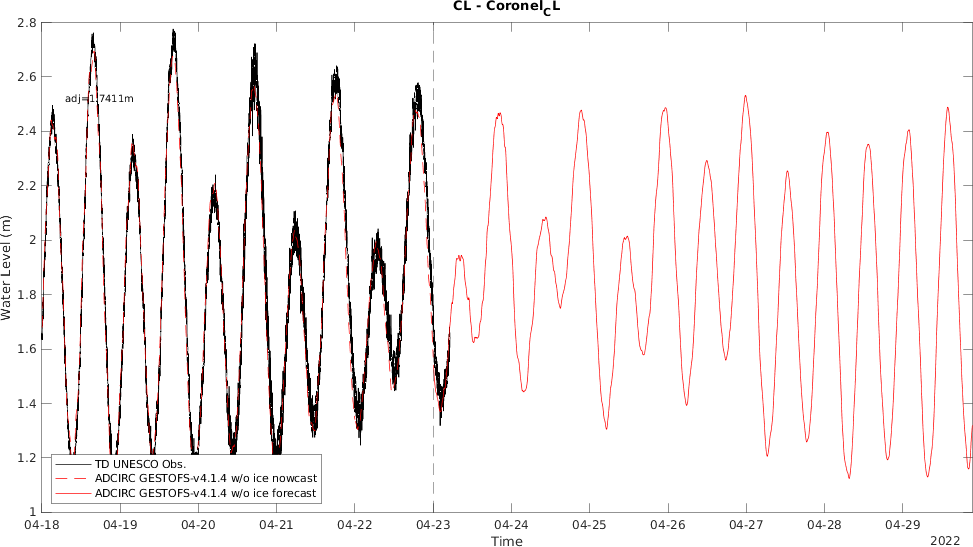 CL - Coronel_CL
2.8
2.6
adj=1.7411m
2.4
2.2
2
1.8
1.6
1.4
1.2
1
Water Level (m)
TD UNESCO Obs.
ADCIRC GESTOFS-v4.1.4 w/o ice nowcast
ADCIRC GESTOFS-v4.1.4 w/o ice forecast
04-18 04-19 04-20 04-21 04-22 04-23 04-24 04-25 04-26 04-27 04-28 04-29
Time
2022